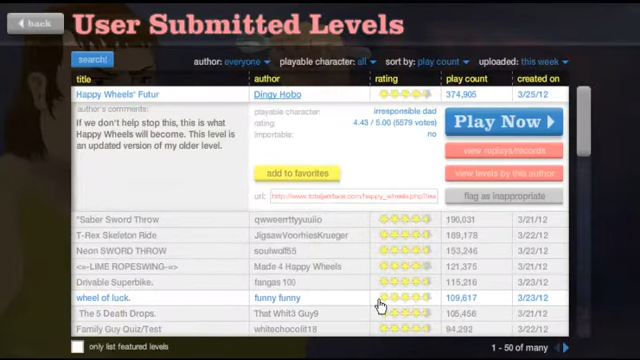 back
User Submitted Levels
search!
author: everyone playable character: all sort by: play count uploaded: this week
title author rating play count created on
Happy Wheels' Futur Dingy Hobo 374,905 3/25/12
author's comments:
If we don't help stop this, this is what
Happy Wheels will become. This level is
an updated version of my older level.
playable character: irresponsible dad
rating: 4.43 / 5.00 (5579 votes)
importable: no
add to favorites
url: http://www.totaljerkface.com/happy_wheels.php?
Play Now
view replays/records
view levels by this author
flag as inappropriate
"Saber Sword Throw qwweerttyyuuiio 190,031 3/21/12
T-Rex Skeleton Ride JigsawVoorhiesKrueger 3/22/12
Neon SWORD THROW soulwolf55 153,246 3/22/12
<=-LIME ROPESWING-=> Made 4 Happy Wheels 121,375 3/21/12
Drivable Superbike. fangas 100 115,216 3/22/12
wheel of luck. funny funny 109,617 3/23/12
The 5 Death Drops. That Whit3 Guy9 105,456 3/22/12
Family Guy Quiz/Test whitechocolit18 94,292 3/22/12
only list featured levels
1 - 50 of many